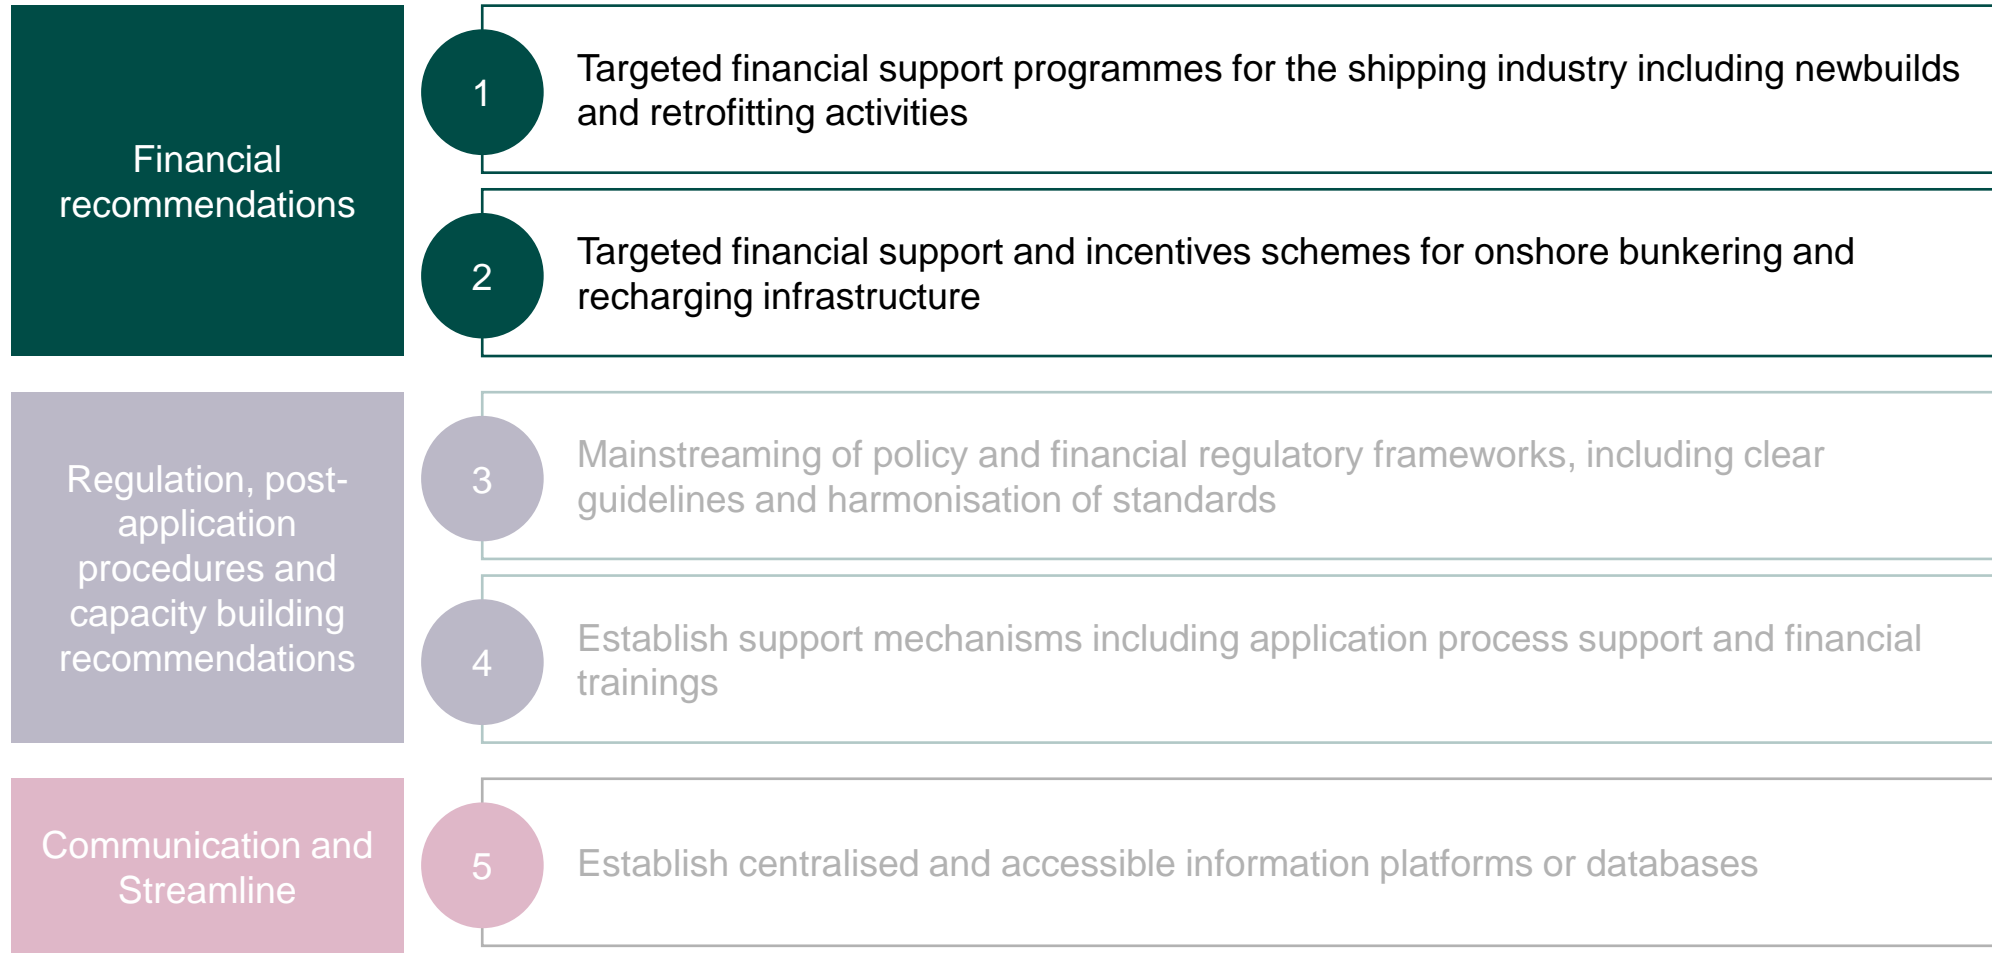 Financial
recommendations
1
Targeted financial support programmes for the shipping industry including newbuilds
and retrofitting activities
2
Targeted financial support and incentives schemes for onshore bunkering and
recharging infrastructure
Regulation, post-
application
procedures and
capacity building
recommendations
3
Mainstreaming of policy and financial regulatory frameworks, including clear
guidelines and harmonisation of standards
4
Establish support mechanisms including application process support and financial
trainings
Communication and
Streamline
5
Establish centralised and accessible information platforms or databases